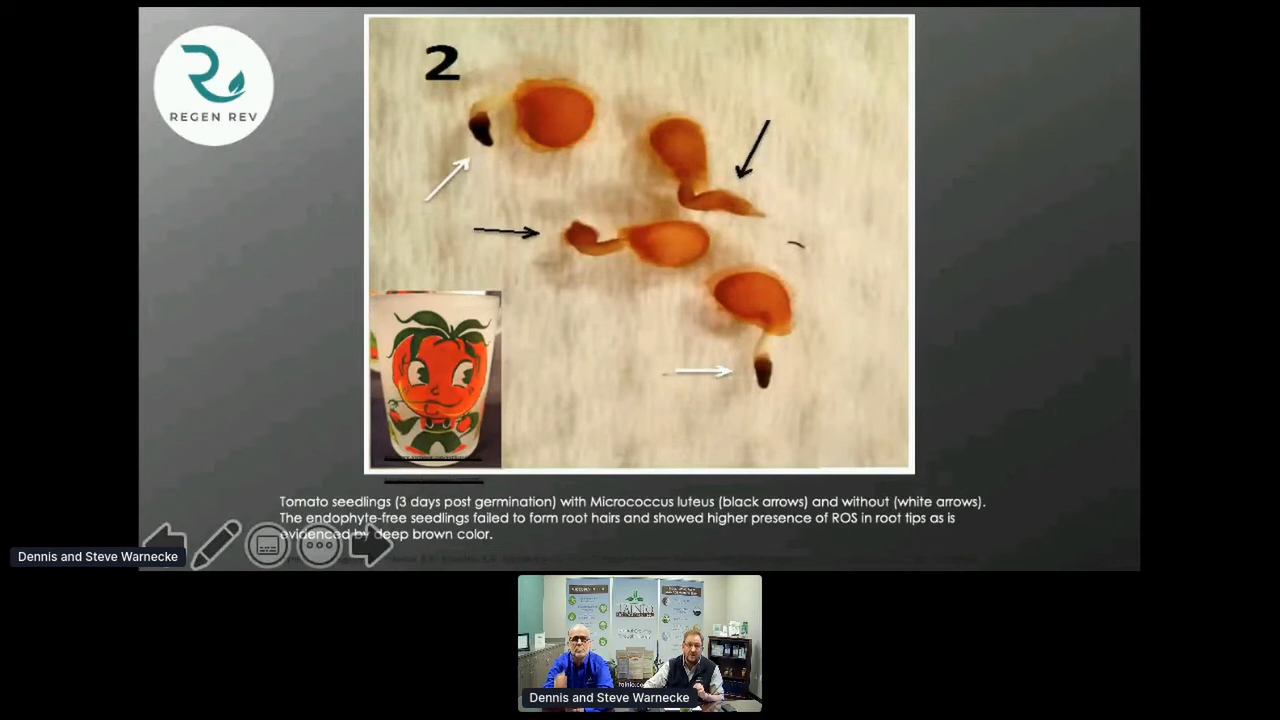 2
REGEN REV
Tomato seedlings (3 days post germination) with Micrococcus luteus (black arrows) and without (white arrows).
The endophyte-free seedlings failed to form root hairs and showed higher presence of ROS in root tips as is
evidenced by deep brown color.
Dennis and Steve Warnecke
TAINIO
Dennis and Steve Warnecke